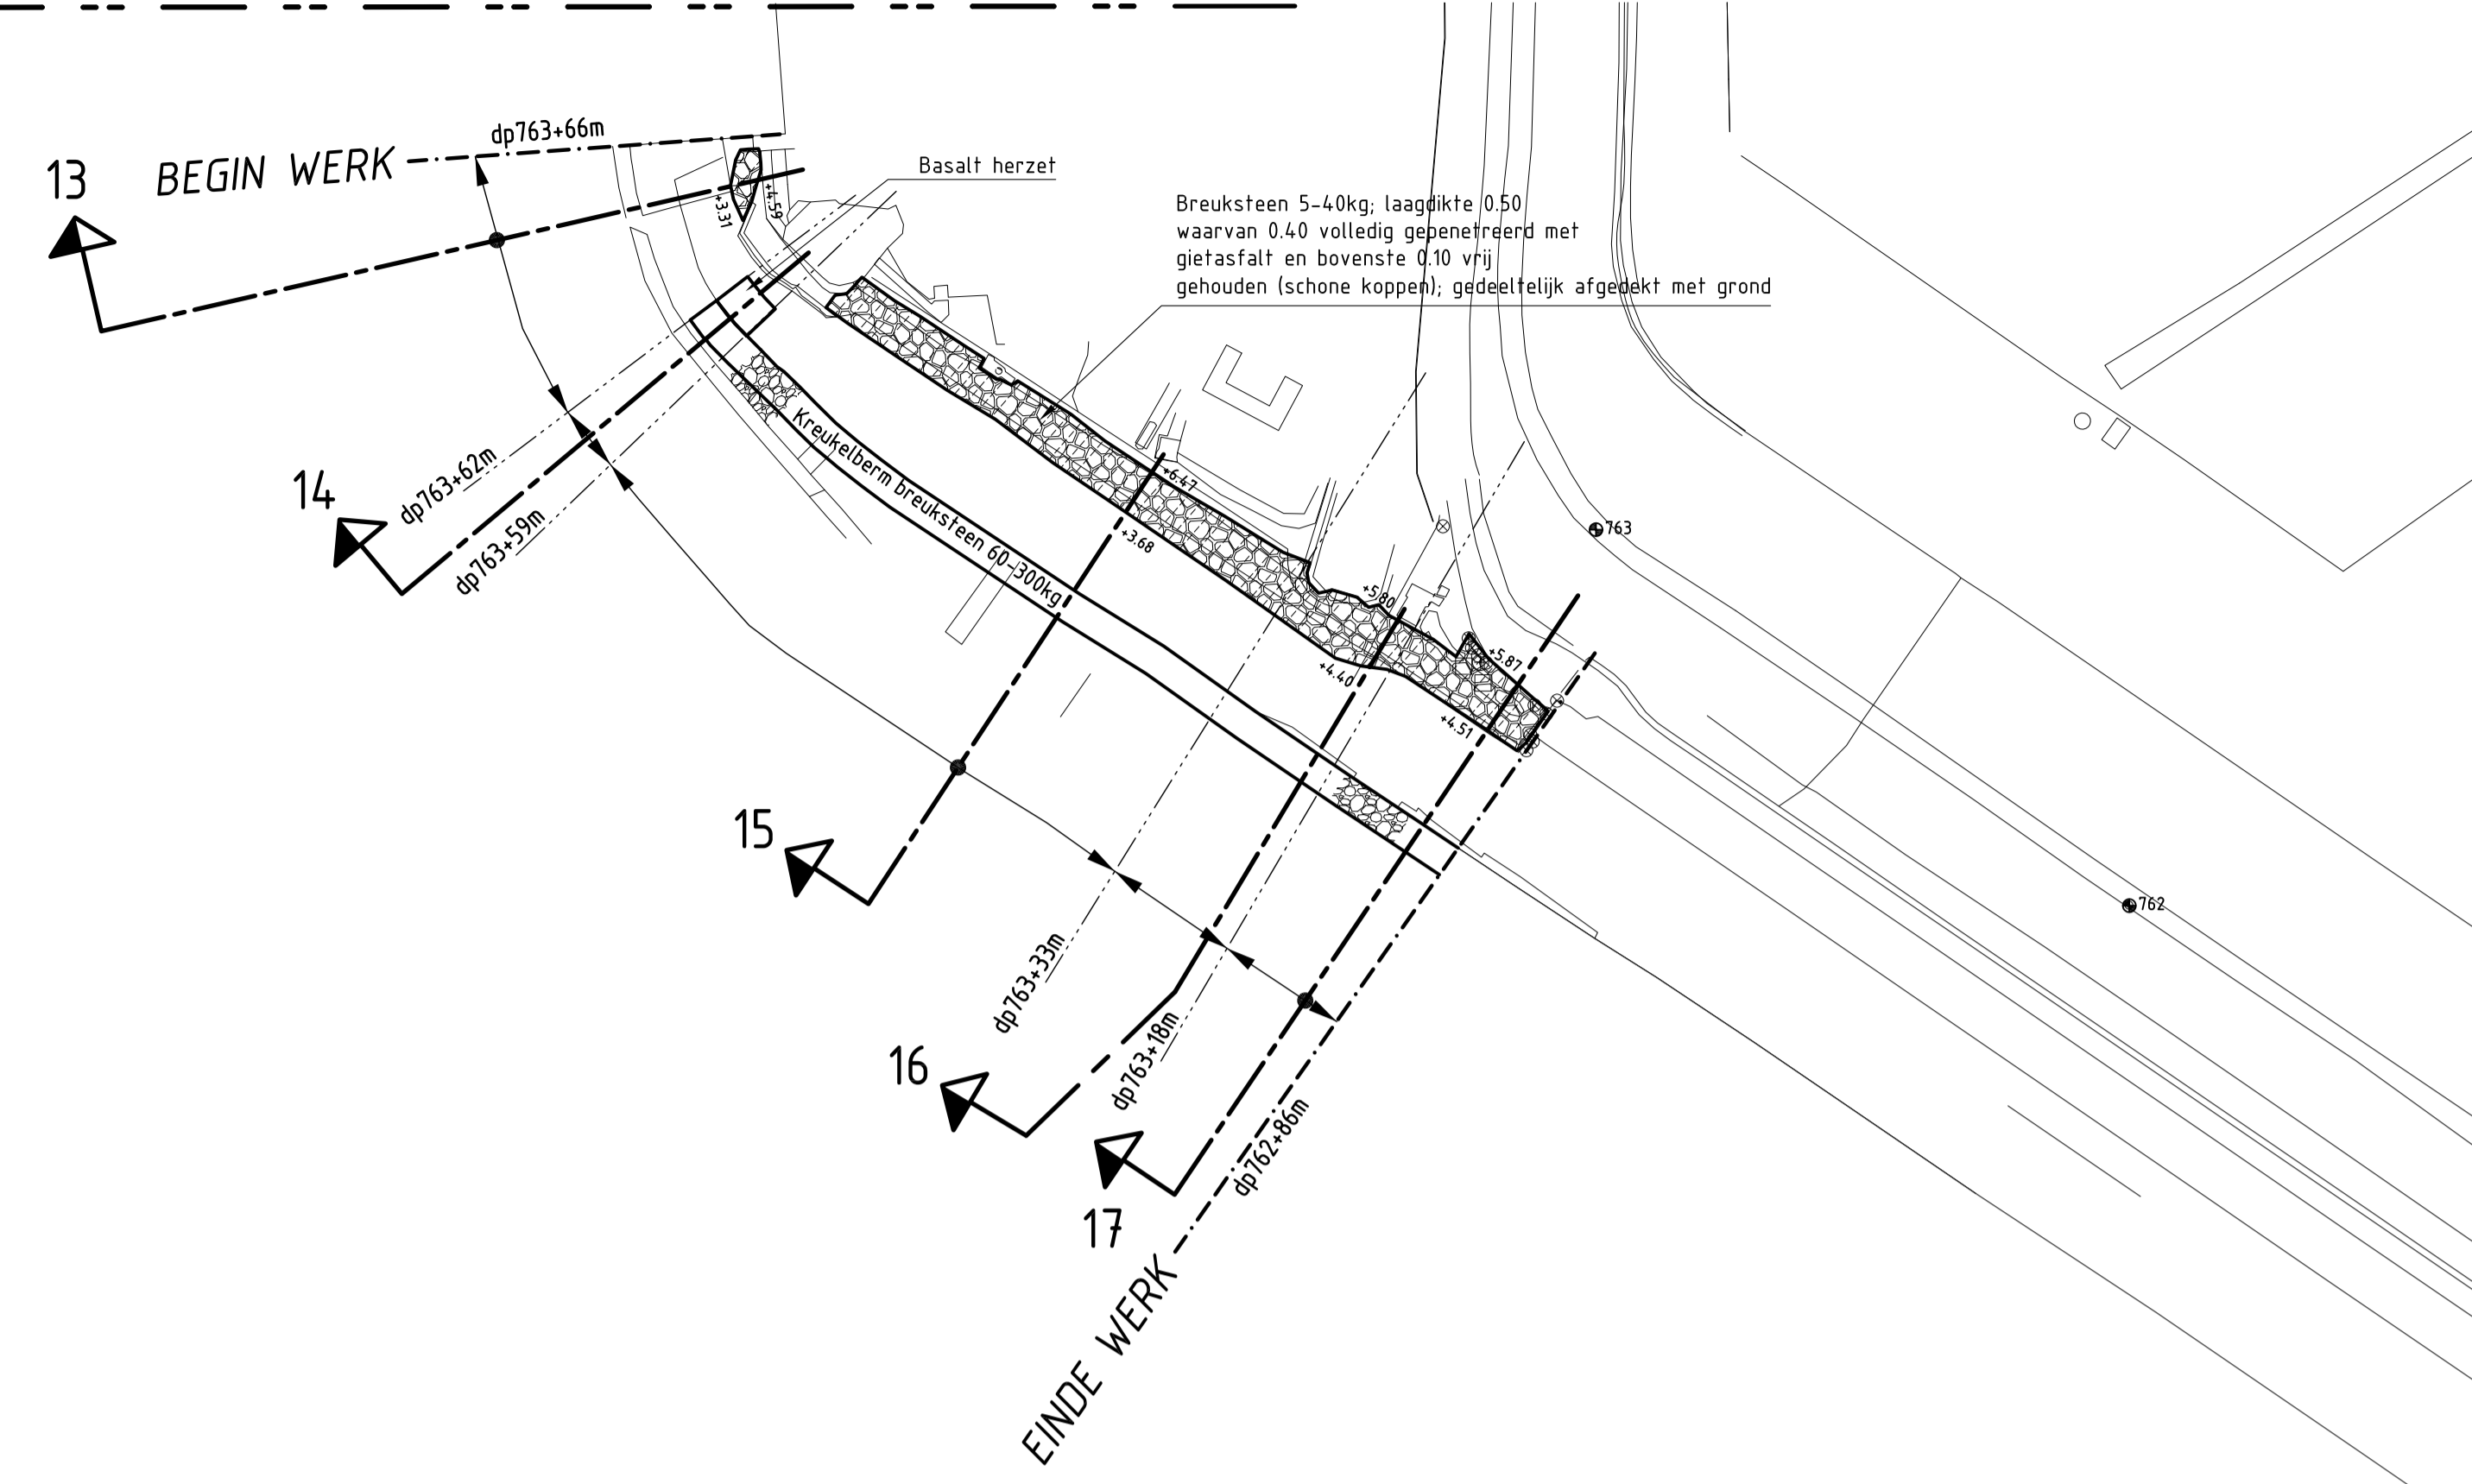 dp763+66m
13
BEGIN WERK
Basalt herzet
+3.31
+4.59
Breuksteen 5-40kg; laagdikte 0.50
waarvan 0.40 volledig gepenetreerd met
gietasfalt en bovenste 0.10 vrij
gehouden (schone koppen); gedeeltelijk afgedekt met grond
14
dp763+62m
dp763+59m
Kreukelberm breuksteen 60-300kg
+6.47
+3.68
763
+5.80
+4.40
+5.87
+4.51
15
762
dp763+33m
16
dp763+18m
17
dp762+86m
EINDE WERK